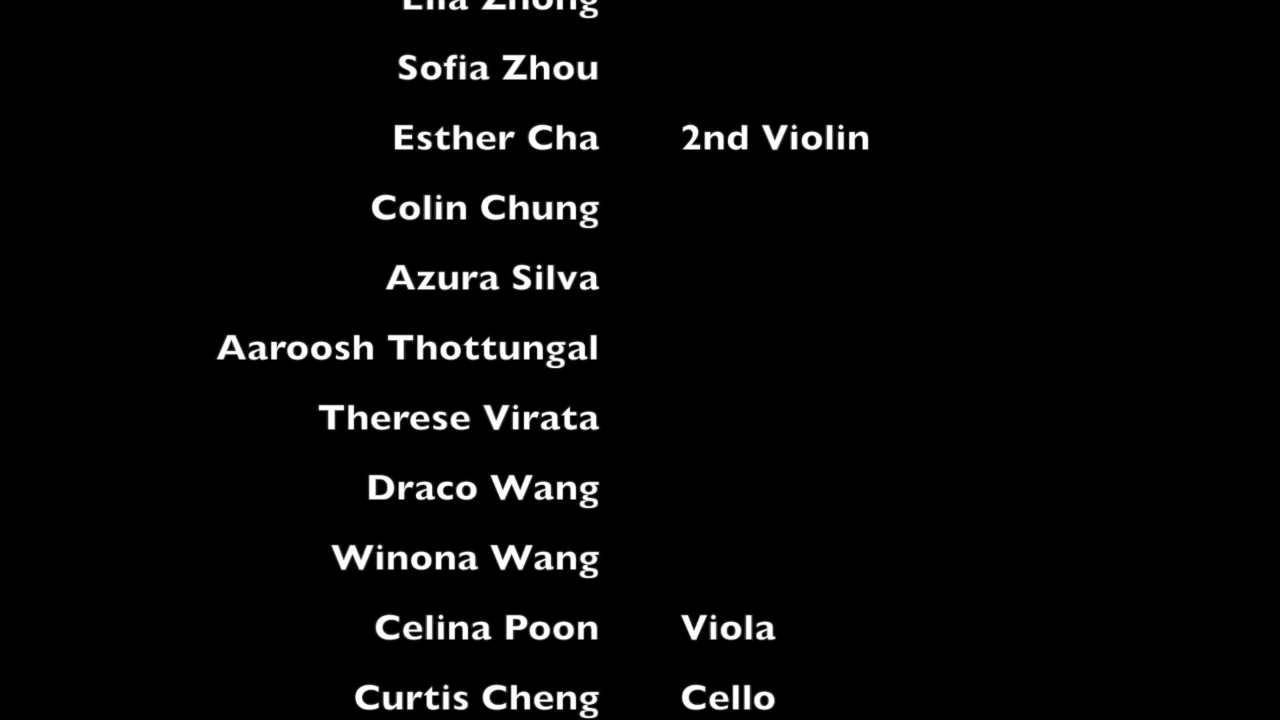 Zhong
Sofia Zhou
Esther Cha 2nd Violin
Colin Chung
Azura Silva
Aaroosh Thottungal
Therese Virata
Draco Wang
Winona Wang
Celina Poon Viola
Curtis Cheng Cello